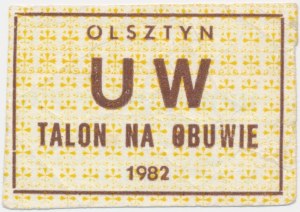 OLSZTYN
UW
TALON NA OBUWIE
1982